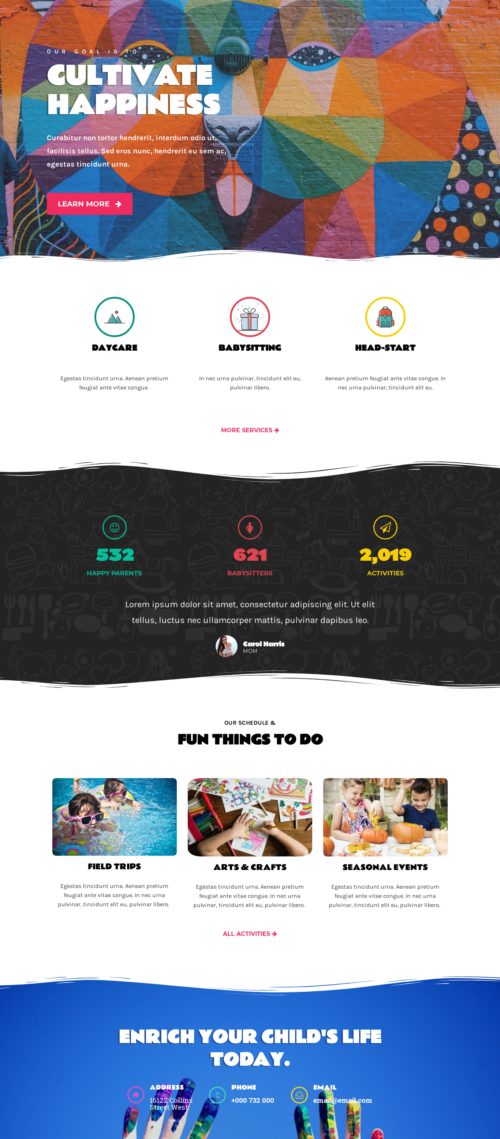 OUR GOAL IS TO
CULTIVATE
HAPPINESS
Curabitur non tortor hendrerit, interdum odio ut,
facilisis tellus. Sed eros nunc, hendrerit eu sem ac,
egestas tincidunt urna.
LEARN MORE
DAYCARE
Egestas tincidunt urna. Aenean pretium
feugiat ante vitae congue.
BABYSITTING
In nec urna pulvinar, tincidunt elit eu,
pulvinar libero.
HEAD-START
Aenean pretium feugiat ante vitae congue. In
nec urna pulvinar, tincidunt elit eu.
MORE SERVICES
532
HAPPY PARENTS
621
BABYSITTERS
2,019
ACTIVITIES
Lorem ipsum dolor sit amet, consectetur adipiscing elit. Ut elit
tellus, luctus nec ullamcorper mattis, pulvinar dapibus leo.
Carol Harris
MOM
OUR SCHEDULE &
FUN THINGS TO DO
FIELD TRIPS
Egestas tincidunt urna. Aenean pretium
feugiat ante vitae congue. In nec urna
pulvinar, tincidunt elit eu, pulvinar libero.
ARTS & CRAFTS
Egestas tincidunt urna. Aenean pretium
feugiat ante vitae congue. In nec urna
pulvinar, tincidunt elit eu, pulvinar libero.
SEASONAL EVENTS
Egestas tincidunt urna. Aenean pretium
feugiat ante vitae congue. In nec urna
pulvinar, tincidunt elit eu, pulvinar libero.
ALL ACTIVITIES
ENRICH YOUR CHILD'S LIFE
TODAY.
ADDRESS
16122 Collins
Street West
PHONE
+000 732 000
EMAIL
email@email.com